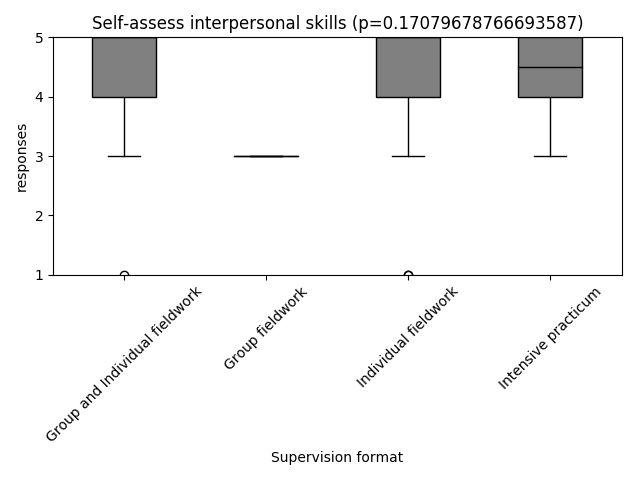 Self-assess interpersonal skills (p=0.17079678766693587)
5
4
3
2
1
responses
Group and Individual fieldwork
Group fieldwork
Individual fieldwork
Intensive practicum
Supervision format